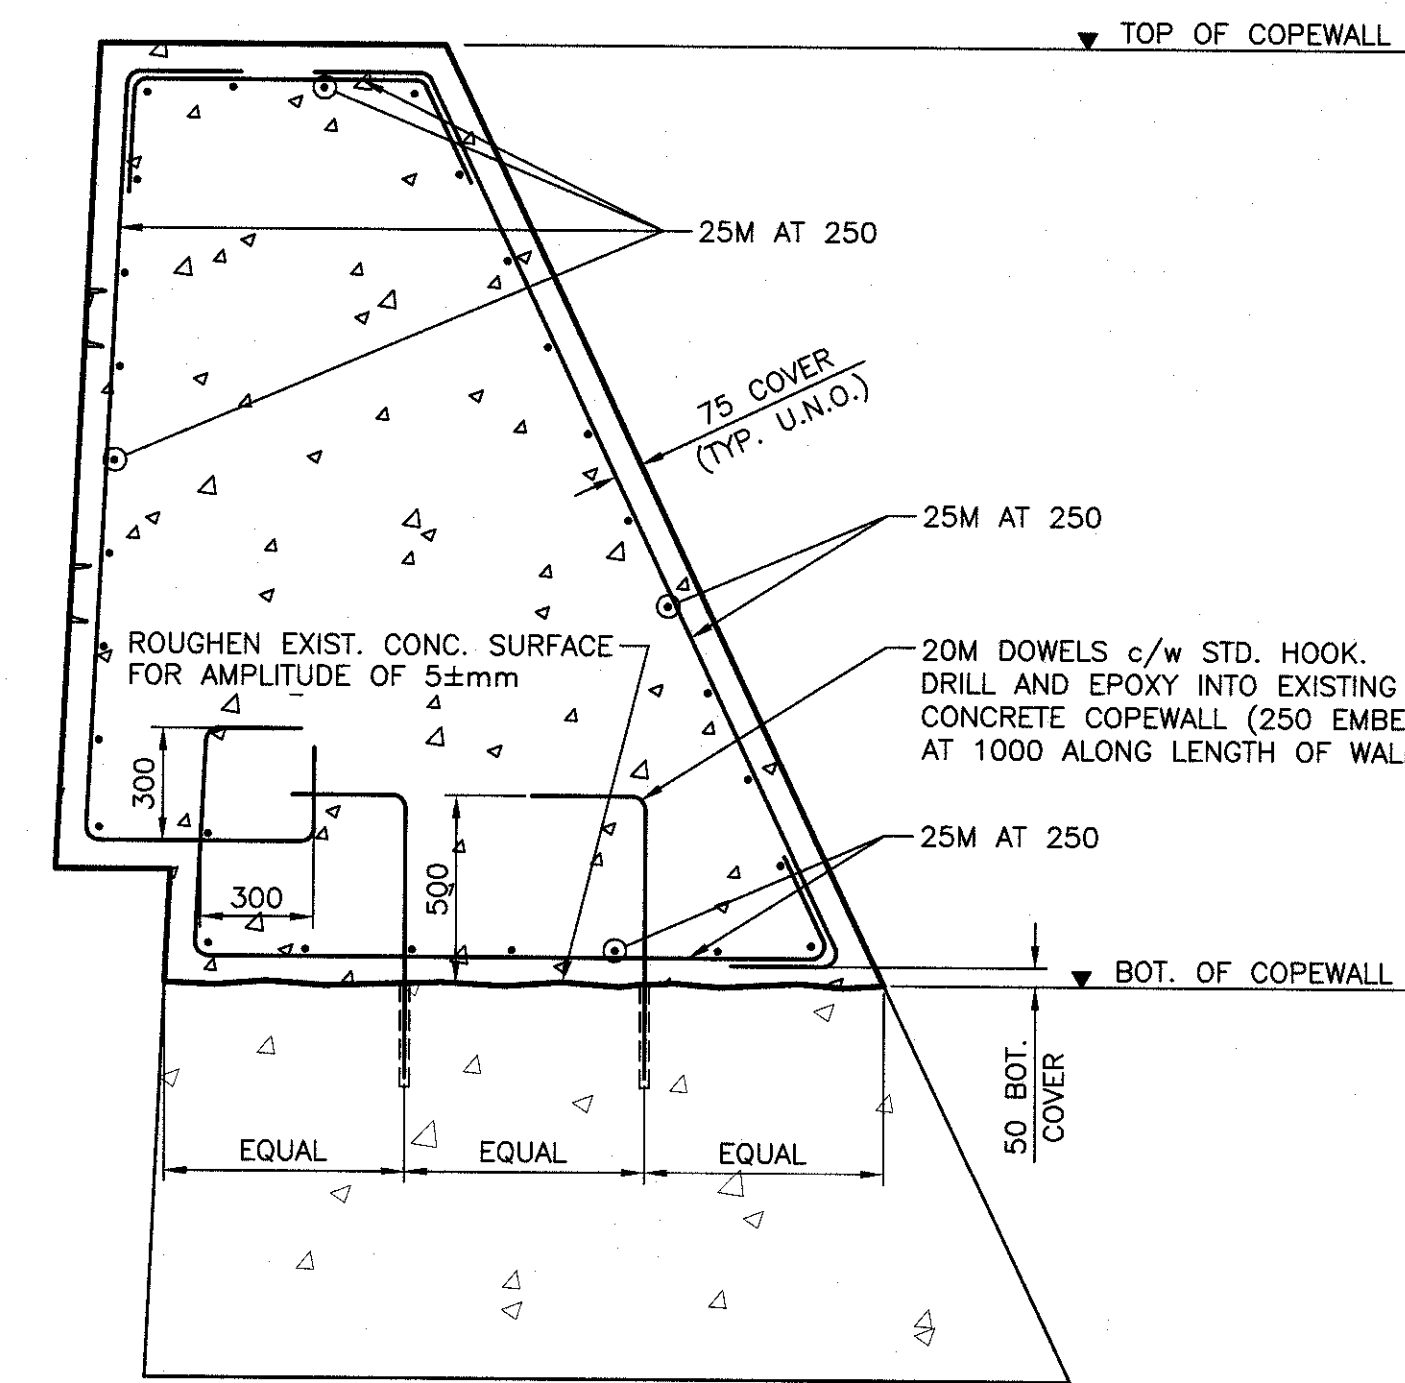 TOP OF COPEWALL
25M AT 250
75 COVER
(TYP. U.N.O.)
25M AT 250
ROUGHEN EXIST. CONC. SURFACE
FOR AMPLITUDE OF 5±mm
20M DOWELS c/w STD. HOOK.
DRILL AND EPOXY INTO EXISTING
CONCRETE COPEWALL (250 EMBE
AT 1000 ALONG LENGTH OF WAL
300
25M AT 250
300
500
BOT. OF COPEWALL
50 BOT.
COVER
EQUAL
EQUAL
EQUAL